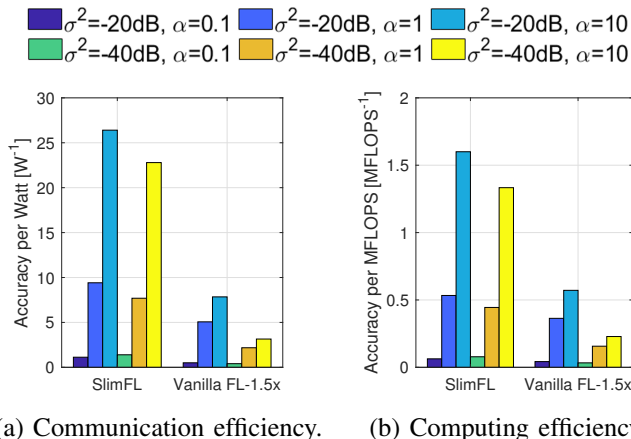 σ²=-20dB, α=0.1 σ²=-20dB, α=1 σ²=-20dB, α=10
σ²=-40dB, α=0.1 σ²=-40dB, α=1 σ²=-40dB, α=10
Accuracy per Watt [W⁻¹]
30
25
20
15
10
5
0
SlimFL Vanilla FL-1.5x
Accuracy per MFLOPS [MFLOPS⁻¹]
2
1.5
1
0.5
0
SlimFL Vanilla FL-1.5x
a) Communication efficiency. (b) Computing efficiency